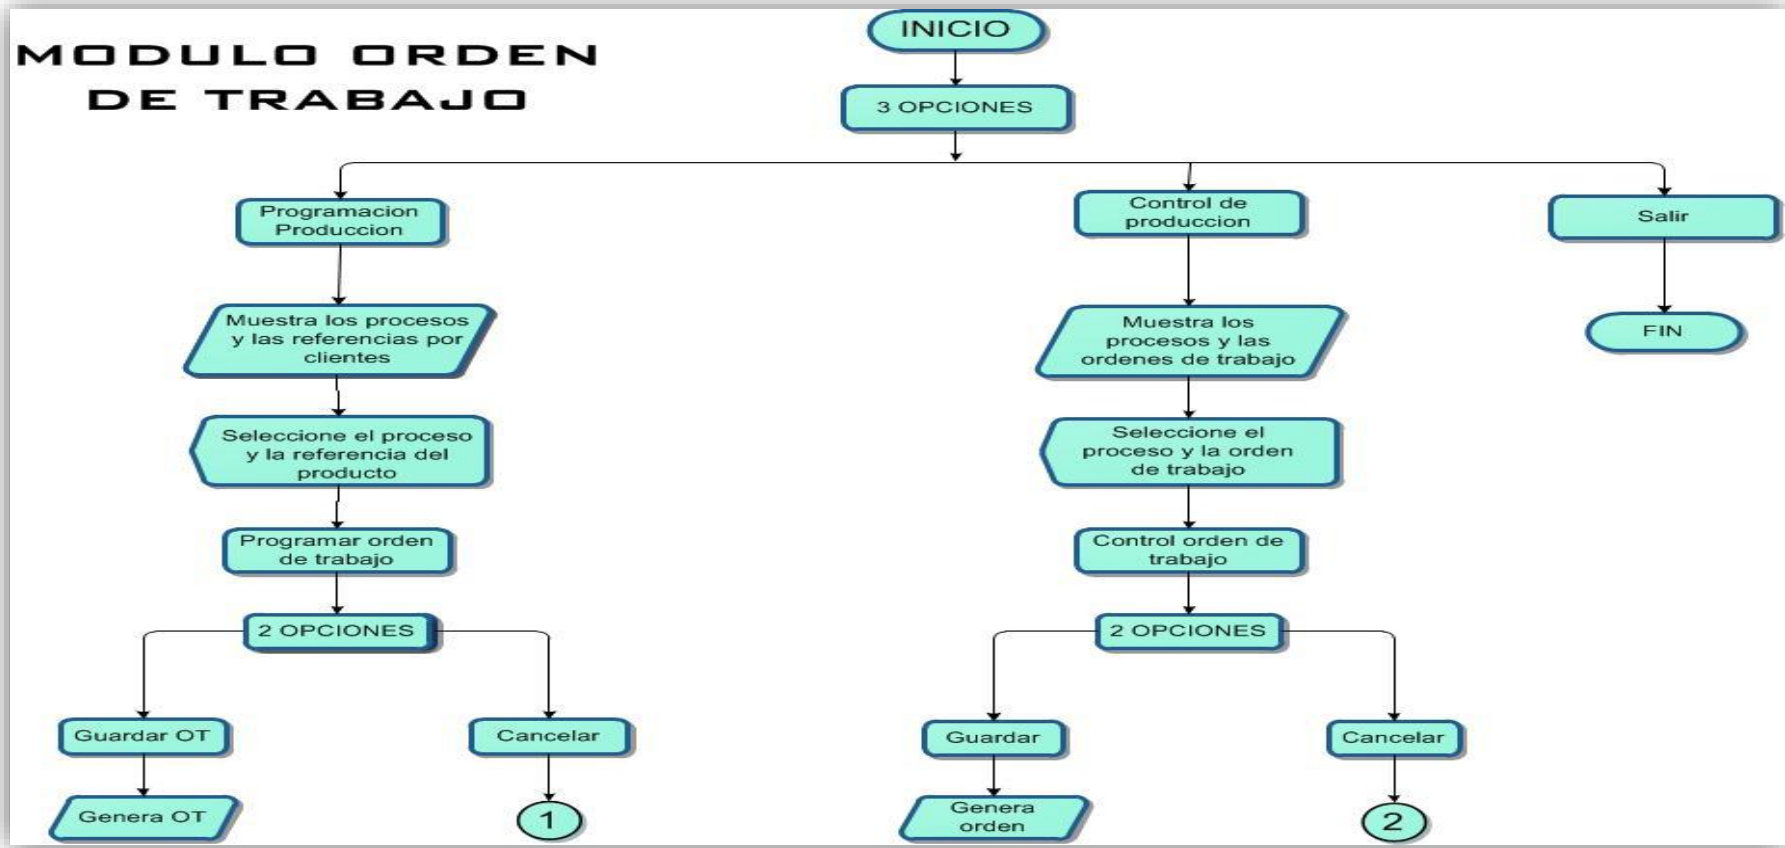 MODULO ORDEN
DE TRABAJO
INICIO
3 OPCIONES
Programacion
Produccion
Muestra los procesos
y las referencias por
clientes
Seleccione el proceso
y la referencia del
producto
Programar orden
de trabajo
2 OPCIONES
Guardar OT
Cancelar
Genera OT
1
Control de
produccion
Muestra los
procesos y las
ordenes de trabajo
Seleccione el
proceso y la orden
de trabajo
Control orden de
trabajo
2 OPCIONES
Guardar
Cancelar
Genera
orden
2
Salir
FIN